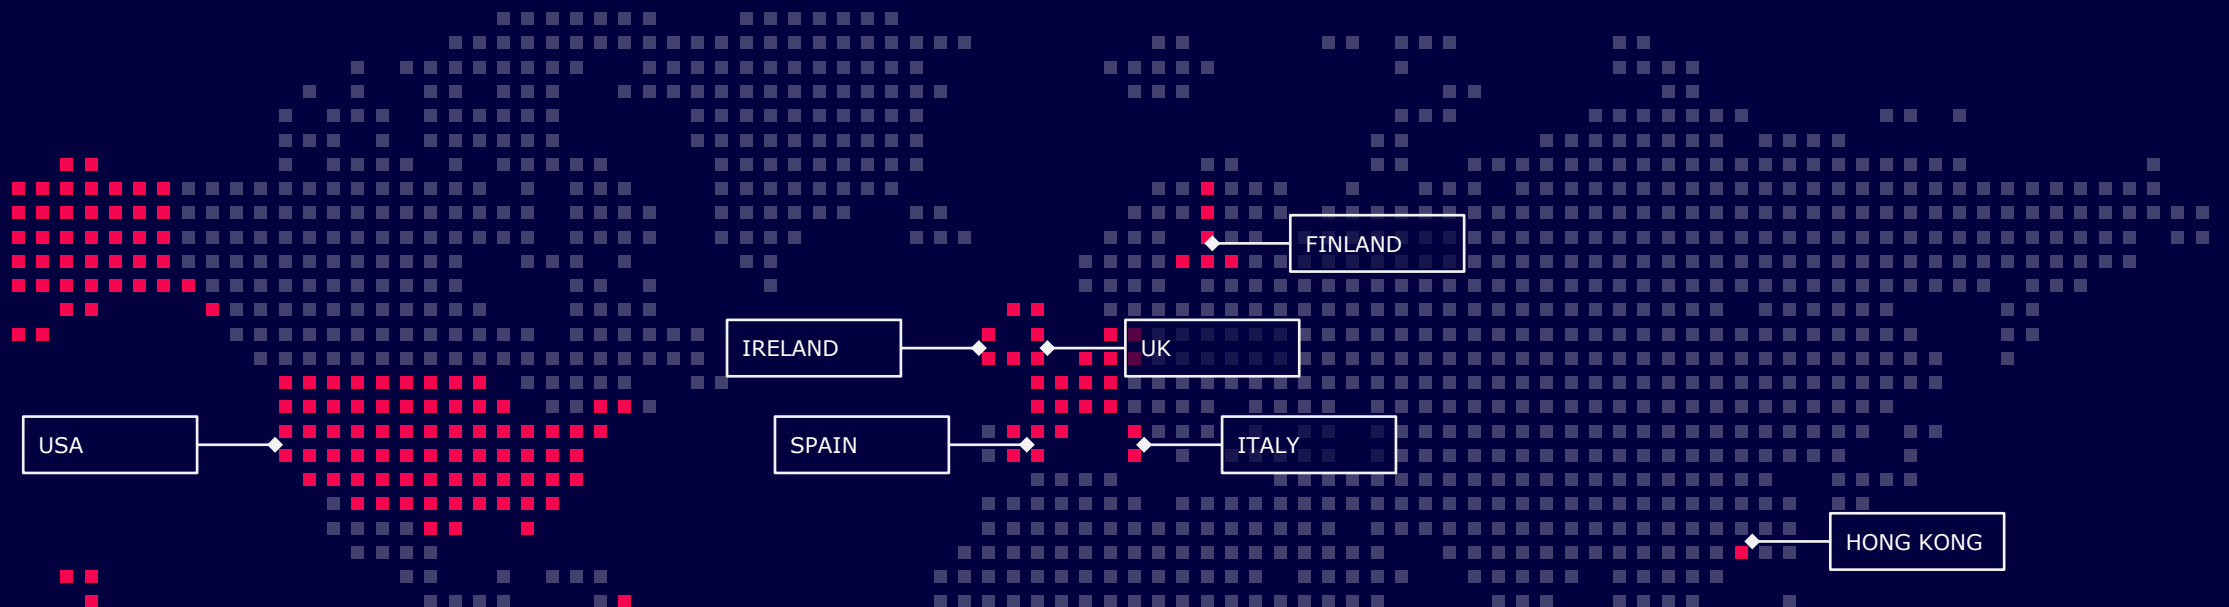 FINLAND
IRELAND
UK
USA
SPAIN
ITALY
HONG KONG